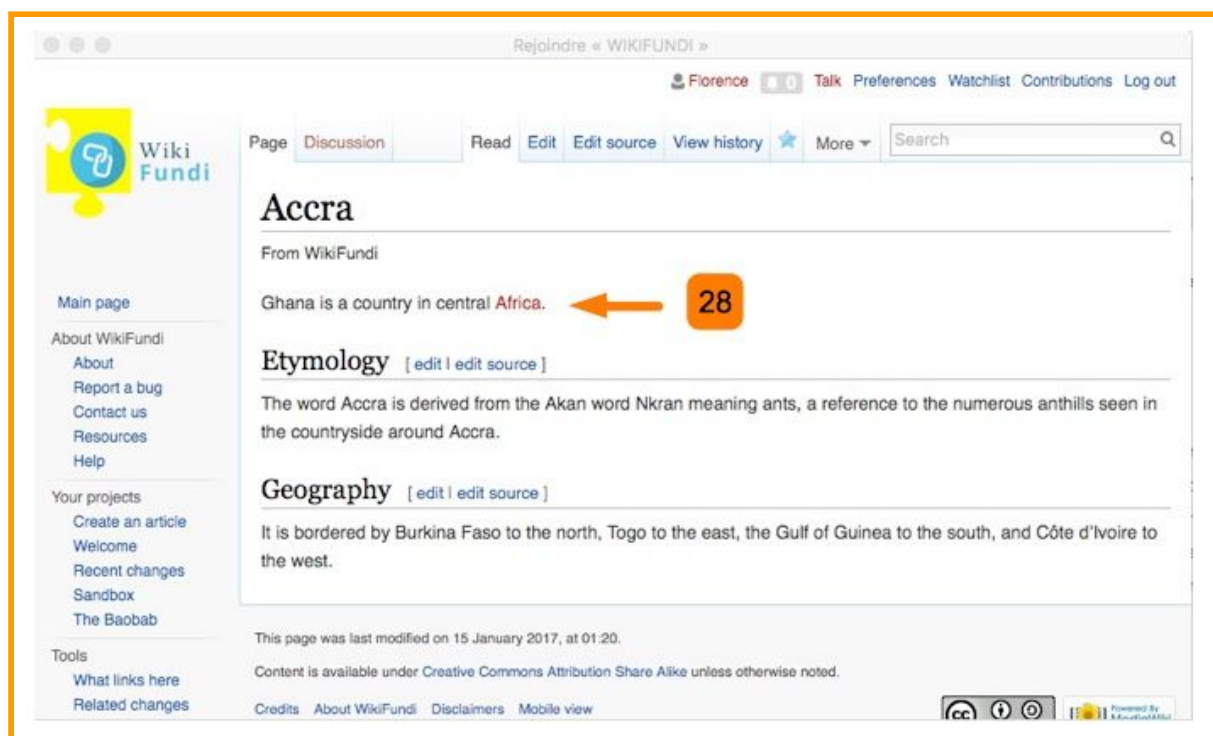 Rejoindre « WIKIFUNDI »
Florence 0 Talk Preferences Watchlist Contributions Log out
Wiki
Fundi
Page Discussion Read Edit Edit source View history More Search
Accra
From WikiFundi
Ghana is a country in central Africa.
28
Main page
About WikiFundi
About
Report a bug
Contact us
Resources
Help
Your projects
Create an article
Welcome
Recent changes
Sandbox
The Baobab
Tools
What links here
Related changes
Etymology [ edit | edit source ]
The word Accra is derived from the Akan word Nkran meaning ants, a reference to the numerous anthills seen in
the countryside around Accra.
Geography [ edit | edit source ]
It is bordered by Burkina Faso to the north, Togo to the east, the Gulf of Guinea to the south, and Côte d'Ivoire to
the west.
This page was last modified on 15 January 2017, at 01:20.
Content is available under Creative Commons Attribution Share Alike unless otherwise noted.
Credits About WikiFundi Disclaimers Mobile view
cc
Powered By
MediaWiki